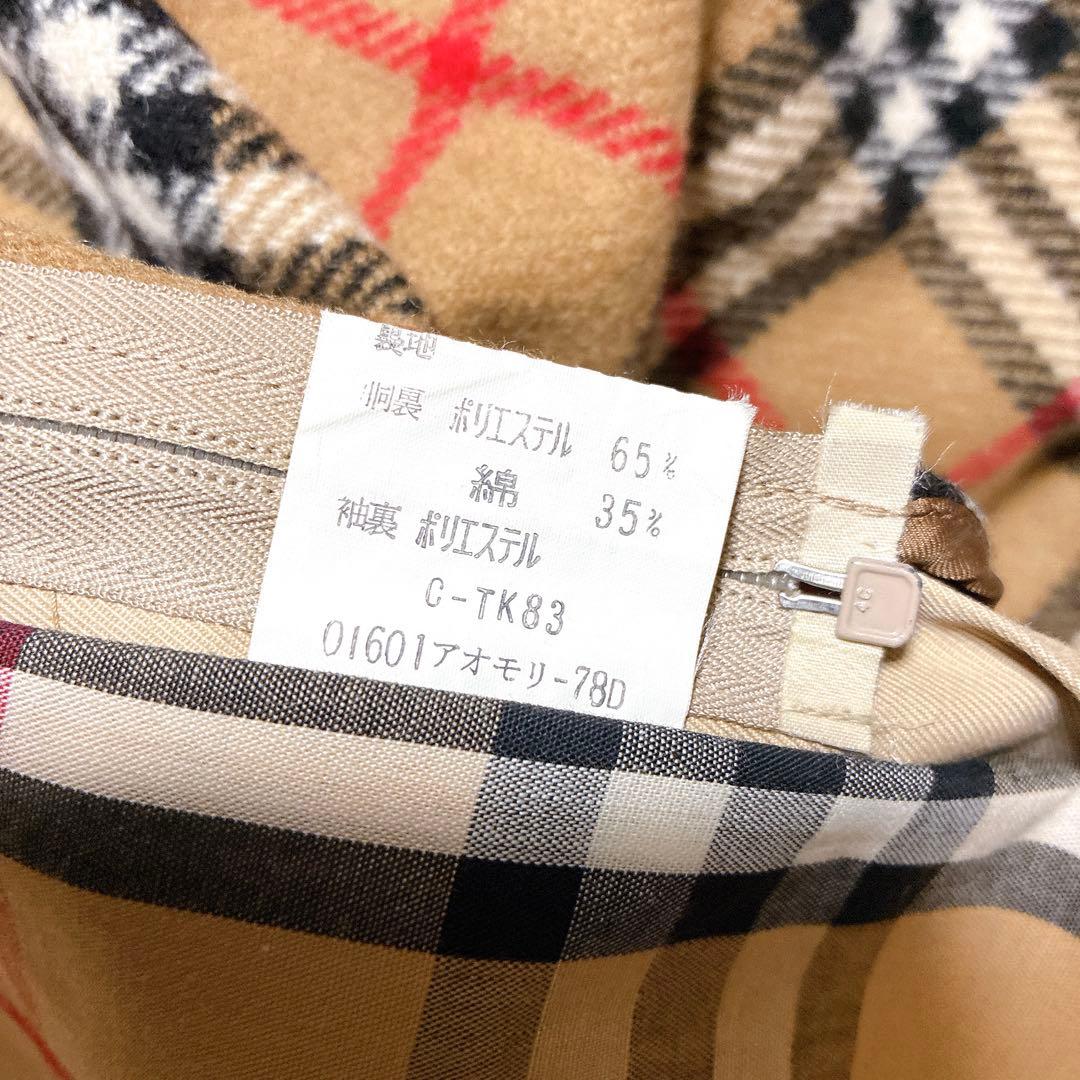 裏地
胴裏 ポリエステル 65%
綿 35%
袖裏 ポリエステル
C-TK83
01601アオモリ-78D